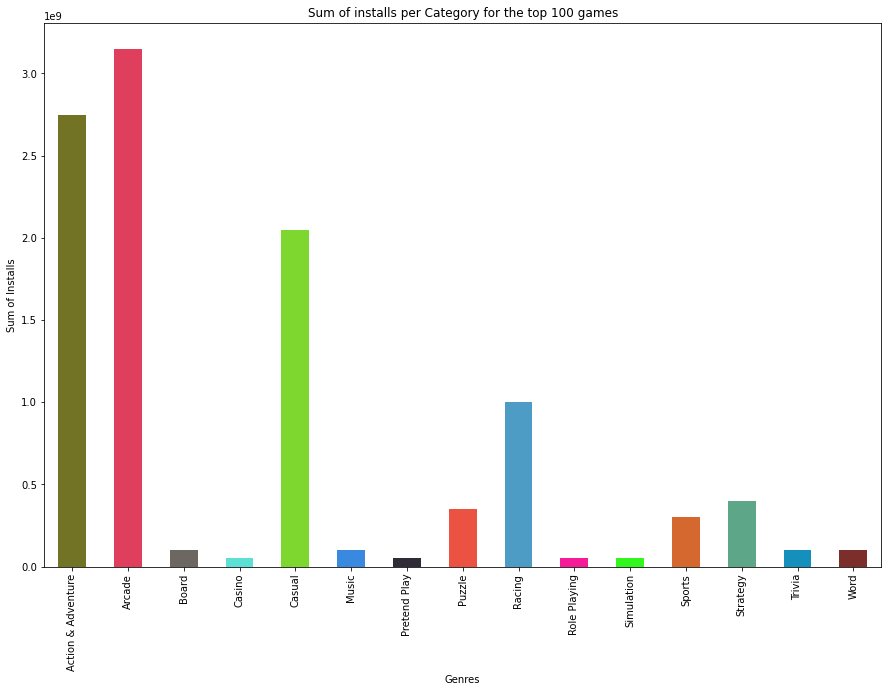 Sum of installs per Category for the top 100 games
1e9
3.0
2.5
2.0
1.5
1.0
0.5
0.0
Sum of Installs
Action & Adventure
Arcade
Board
Casino
Casual
Music
Pretend Play
Puzzle
Racing
Role Playing
Simulation
Sports
Strategy
Trivia
Word
Genres